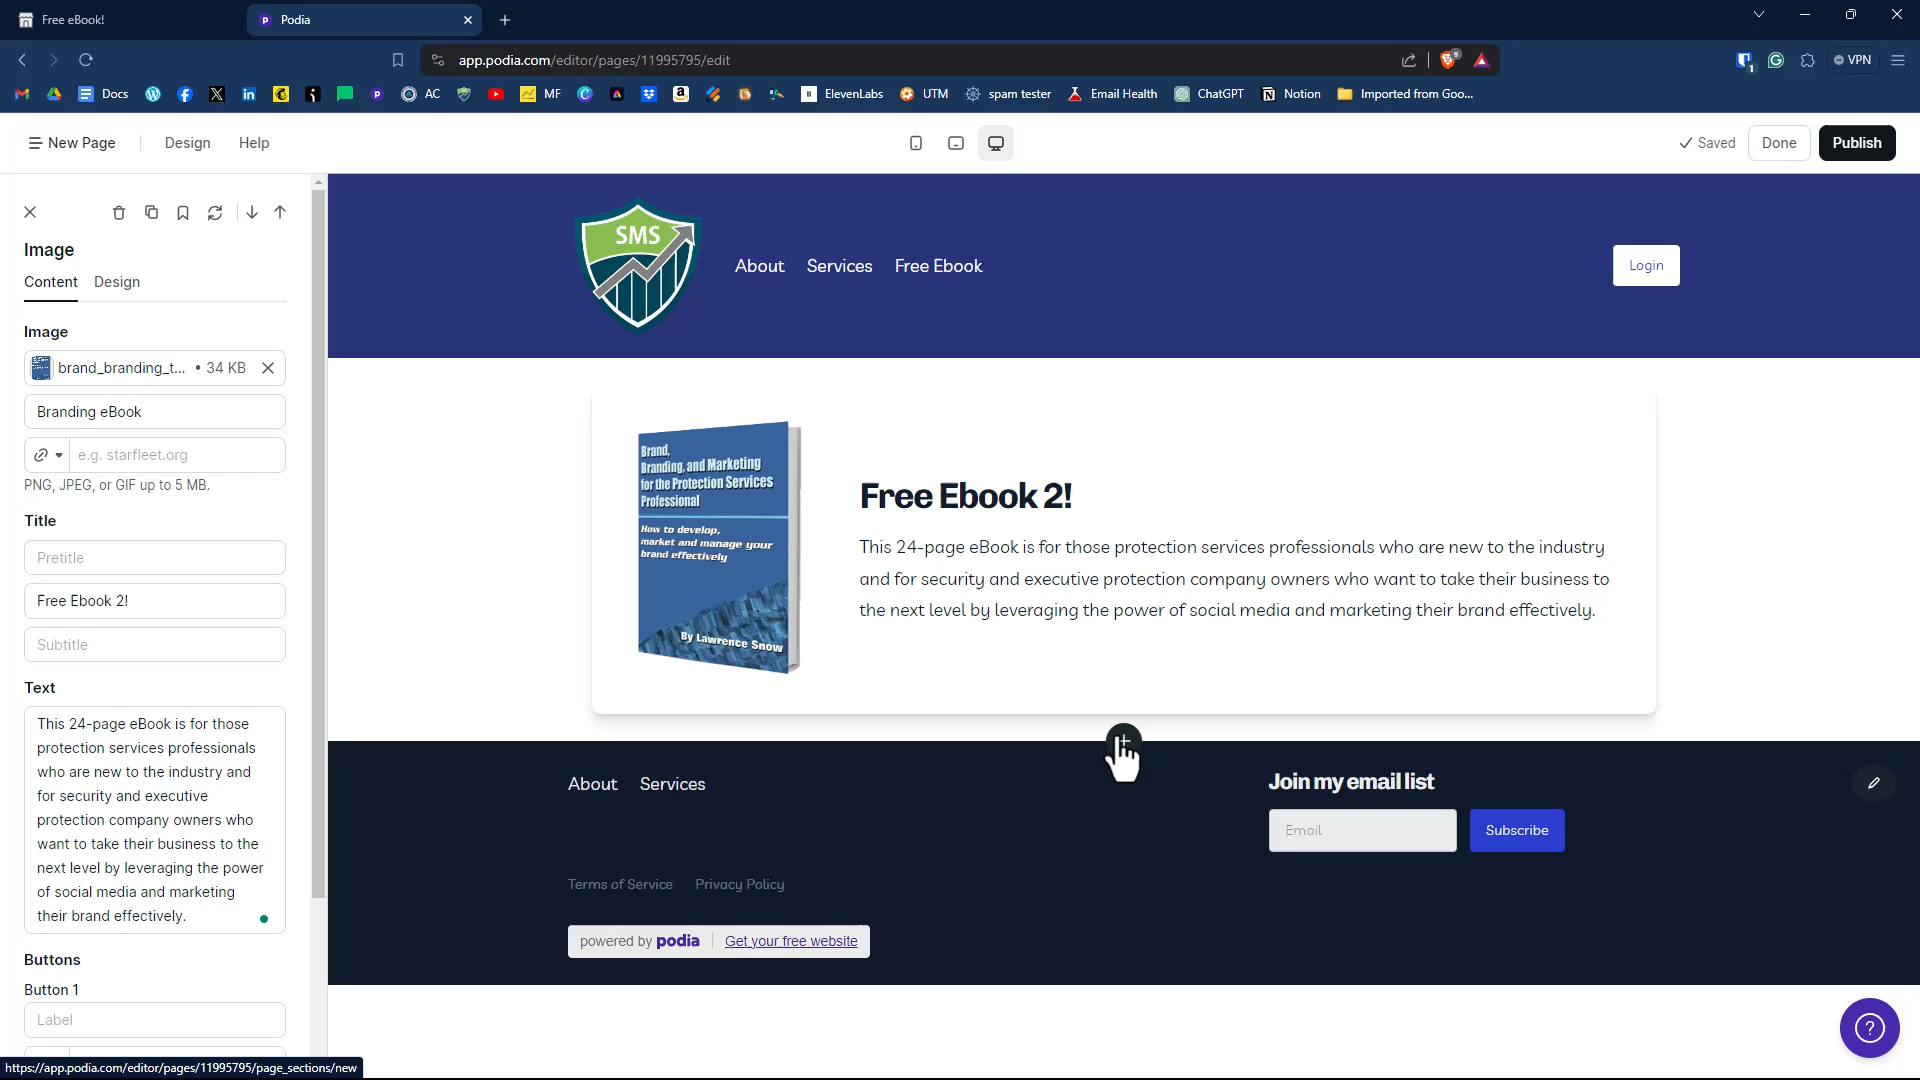 Free eBook!
Podia
app.podia.com/editor/pages/11995795/edit
9
VPN
1
Docs
AC
MF
ElevenLabs
UTM
spam tester
Email Health
ChatGPT
Notion
Imported from Goo...
New Page
Design
Help
Saved
Done
Publish
Image
Content
Design
Image
brand_branding_t... • 34 KB
Branding eBook
e.g. starfleet.org
PNG, JPEG, or GIF up to 5 MB.
Title
Pretitle
Free Ebook 2!
Subtitle
Text
This 24-page eBook is for those
protection services professionals
who are new to the industry and
for security and executive
protection company owners who
want to take their business to the
next level by leveraging the power
of social media and marketing
their brand effectively.
Buttons
Button 1
Label
https://app.podia.com/editor/pages/11995795/page_sections/new
SMS
About
Services
Free Ebook
Login
Brand,
Branding, and Marketing
for the Protection Services
Professional
How to develop,
market and manage your
brand effectively
By Lawrence Snow
Free Ebook 2!
This 24-page eBook is for those protection services professionals who are new to the industry
and for security and executive protection company owners who want to take their business to
the next level by leveraging the power of social media and marketing their brand effectively.
About
Services
Join my email list
Email
Subscribe
Terms of Service
Privacy Policy
powered by podia
Get your free website